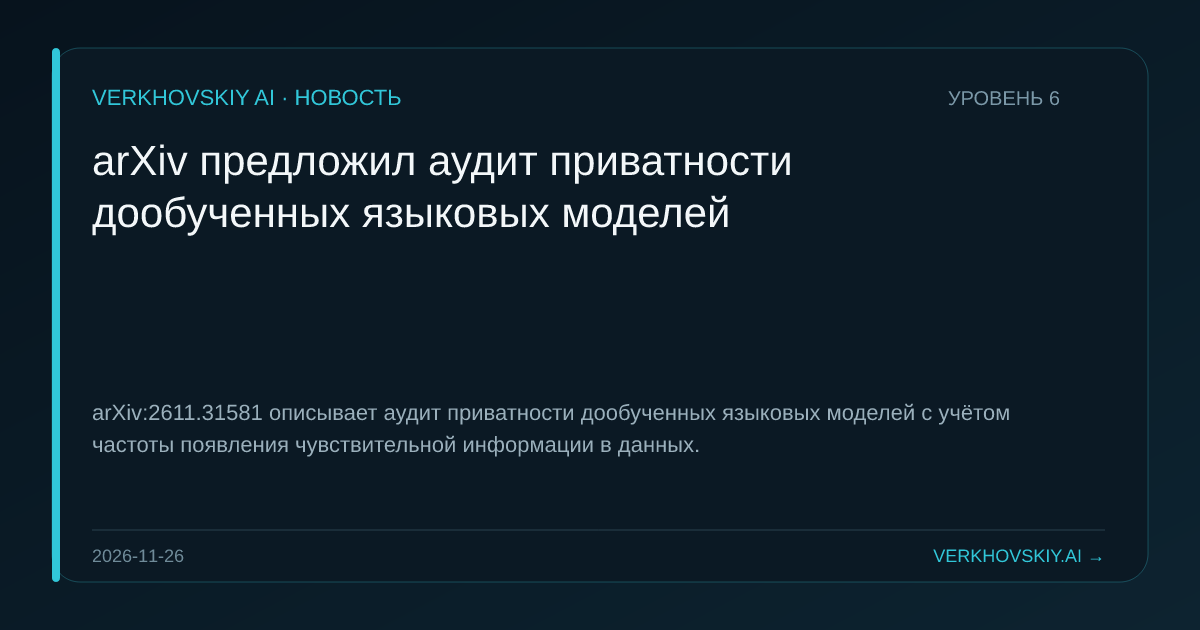 VERKHOVSKIY AI · НОВОСТЬ
УРОВЕНЬ 6
arXiv предложил аудит приватности
дообученных языковых моделей
arXiv:2611.31581 описывает аудит приватности дообученных языковых моделей с учётом
частоты появления чувствительной информации в данных.
2026-11-26
VERKHOVSKIY.AI →